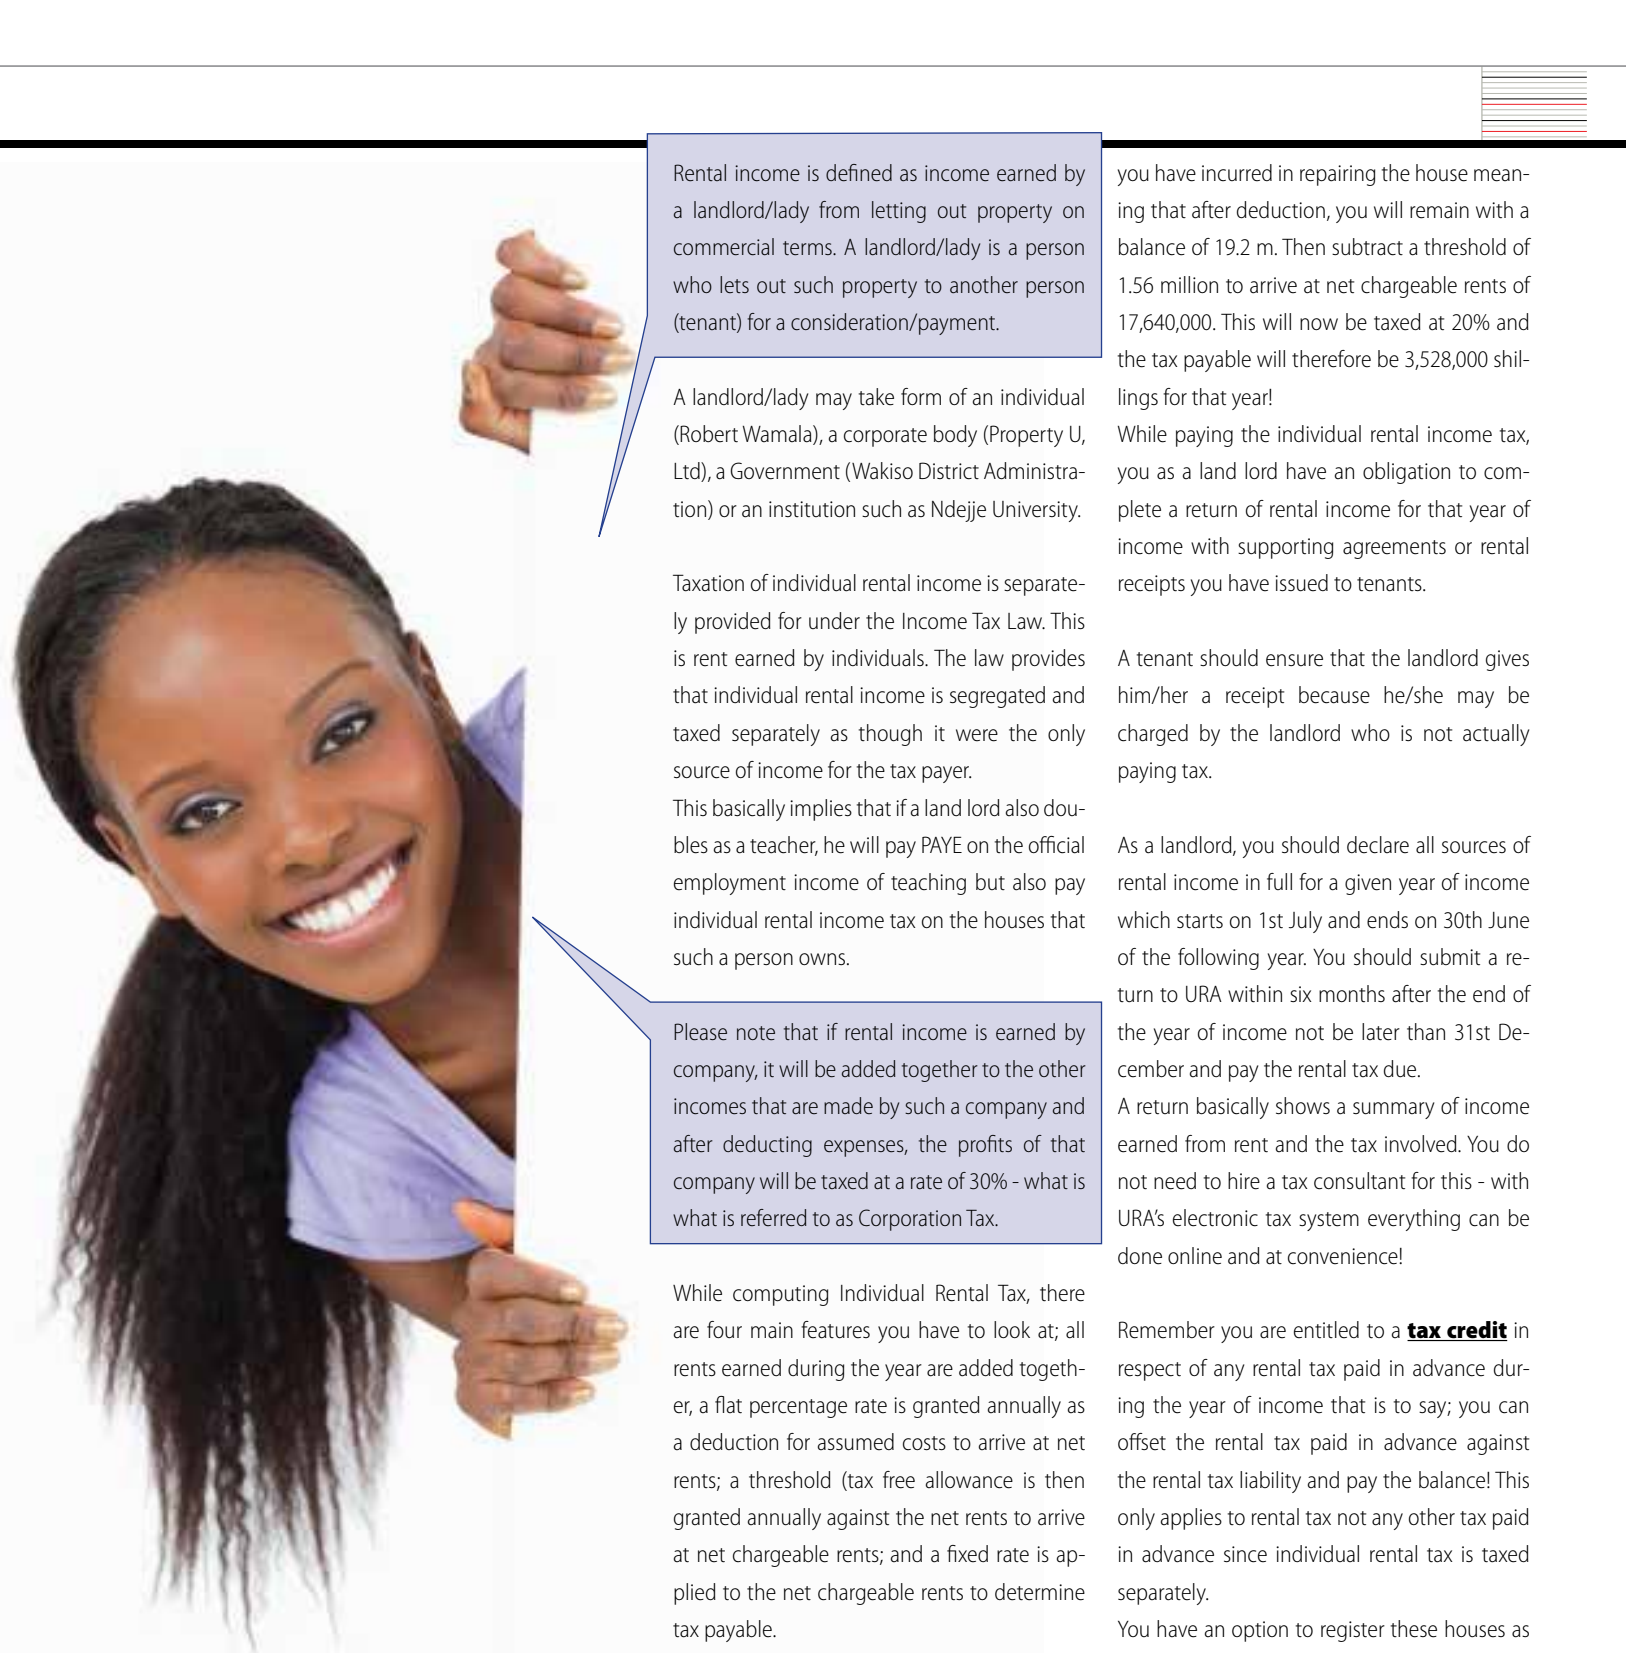 Rental income is defined as income earned by
a landlord/lady from letting out property on
commercial terms. A landlord/lady is a person
who lets out such property to another person
(tenant) for a consideration/payment.
A landlord/lady may take form of an individual
(Robert Wamala), a corporate body (Property U,
Ltd), a Government (Wakiso District Administra-
tion) or an institution such as Ndejje University.
Taxation of individual rental income is separate-
ly provided for under the Income Tax Law. This
is rent earned by individuals. The law provides
that individual rental income is segregated and
taxed separately as though it were the only
source of income for the tax payer.
This basically implies that if a land lord also dou-
bles as a teacher, he will pay PAYE on the official
employment income of teaching but also pay
individual rental income tax on the houses that
such a person owns.
Please note that if rental income is earned by
company, it will be added together to the other
incomes that are made by such a company and
after deducting expenses, the profits of that
company will be taxed at a rate of 30% - what is
what is referred to as Corporation Tax.
While computing Individual Rental Tax, there
are four main features you have to look at; all
rents earned during the year are added togeth-
er, a flat percentage rate is granted annually as
a deduction for assumed costs to arrive at net
rents; a threshold (tax free allowance is then
granted annually against the net rents to arrive
at net chargeable rents; and a fixed rate is ap-
plied to the net chargeable rents to determine
tax payable.
you have incurred in repairing the house mean-
ing that after deduction, you will remain with a
balance of 19.2 m. Then subtract a threshold of
1.56 million to arrive at net chargeable rents of
17,640,000. This will now be taxed at 20% and
the tax payable will therefore be 3,528,000 shil-
lings for that year!
While paying the individual rental income tax,
you as a land lord have an obligation to com-
plete a return of rental income for that year of
income with supporting agreements or rental
receipts you have issued to tenants.
A tenant should ensure that the landlord gives
him/her a receipt because he/she may be
charged by the landlord who is not actually
paying tax.
As a landlord, you should declare all sources of
rental income in full for a given year of income
which starts on 1st July and ends on 30th June
of the following year. You should submit a re-
turn to URA within six months after the end of
the year of income not be later than 31st De-
cember and pay the rental tax due.
A return basically shows a summary of income
earned from rent and the tax involved. You do
not need to hire a tax consultant for this - with
URA's electronic tax system everything can be
done online and at convenience!
Remember you are entitled to a tax credit in
respect of any rental tax paid in advance dur-
ing the year of income that is to say; you can
offset the rental tax paid in advance against
the rental tax liability and pay the balance! This
only applies to rental tax not any other tax paid
in advance since individual rental tax is taxed
separately.
You have an option to register these houses as